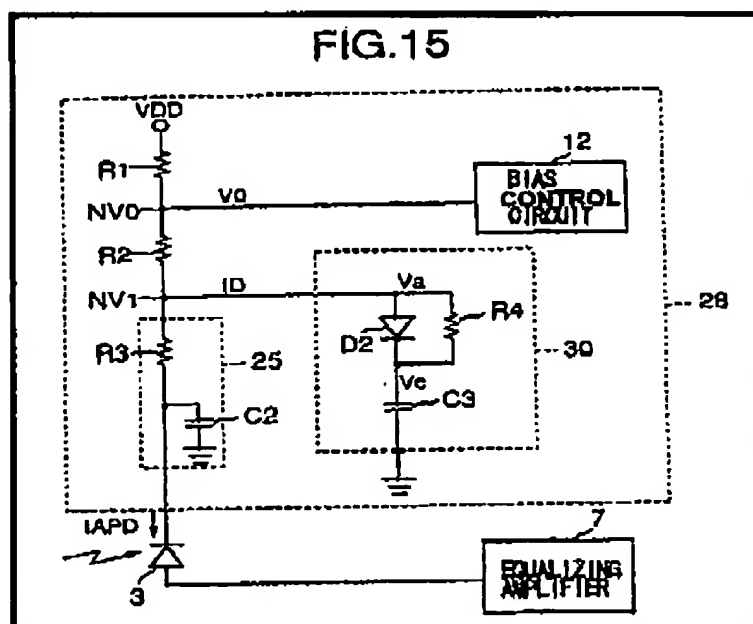 FIG.15
VDD
R1
12
BIAS
CONTROL
CIRCUIT
NV0
V0
R2
NV1
ID
Va
R4
28
D2
R3
25
30
Vc
C3
C2
IAPD
7
3
EQUALIZING
AMPLIFIER